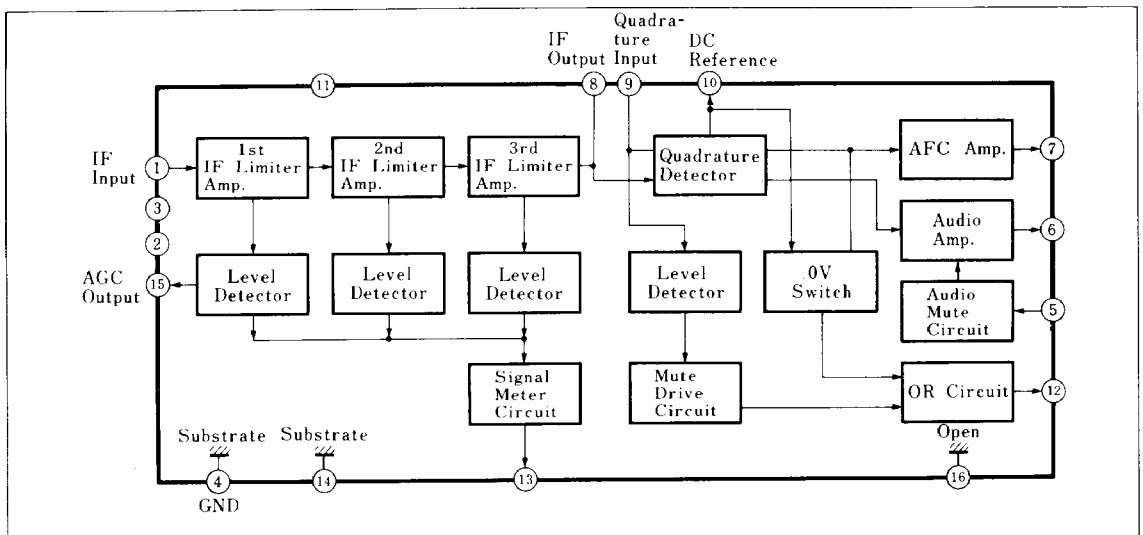 IF
Output
Quadra-
ture
Input
DC
Reference
11
8
9
10
IF
Input
1
1st
IF Limiter
Amp.
2nd
IF Limiter
Amp.
3rd
IF Limiter
Amp.
Quadrature
Detector
AFC Amp.
7
3
2
Audio
Amp.
6
AGC
Output
15
Level
Detector
Level
Detector
Level
Detector
Level
Detector
.0V
Switch
Audio
Mute
Circuit
5
Signal
Meter
Circuit
Mute
Drive
Circuit
OR Circuit
12
Substrate
Substrate
Open
4
14
13
16
GND